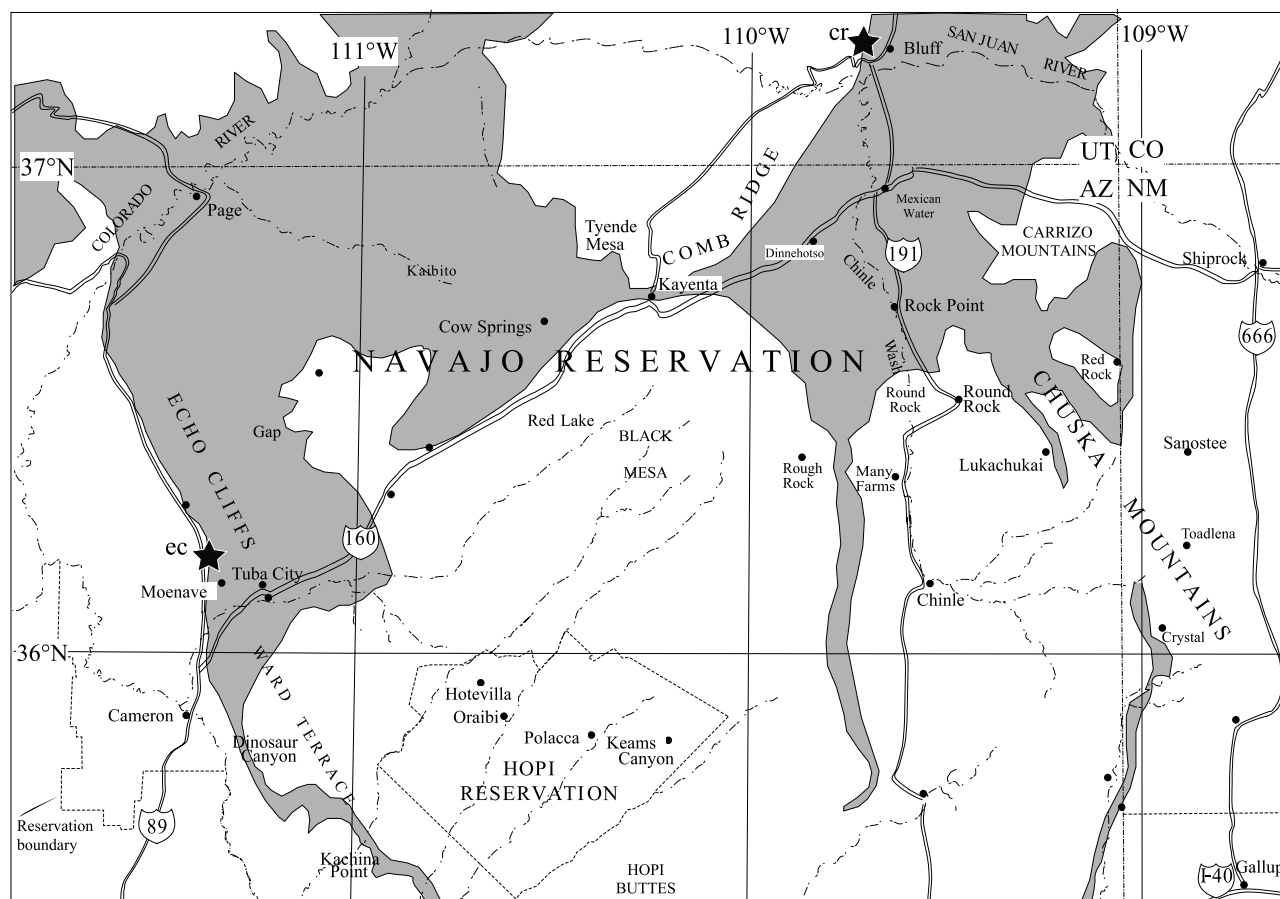 111°W
110°W
cr
Bluff
SAN JUAN
RIVER
109°W
RIVER
37°N
UT CO
AZ NM
COLORADO
Page
COMB RIDGE
Mexican
Water
Tyende
Mesa
Dinnehotso
191
CARRIZO
MOUNTAINS
Shiprock
Kaibito
Chinle
Wash
Kayenta
Rock Point
Cow Springs
666
NAVAJO RESERVATION
Red
Rock
ECHO CLIFFS
Round
Rock
Round
Rock
CHUSKA
MOUNTAINS
Gap
Red Lake
BLACK
MESA
Rough
Rock
Many
Farms
Lukachukai
Sanostee
160
ec
Toadlena
Tuba City
Moenave
Chinle
Crystal
36°N
WARD TERRACE
Hotevilla
Oraibi
Cameron
Polacca
Keams
Canyon
Dinosaur
Canyon
HOPI
RESERVATION
Reservation
boundary
89
Kachina
Point
HOPI
BUTTES
I-40
Gallup